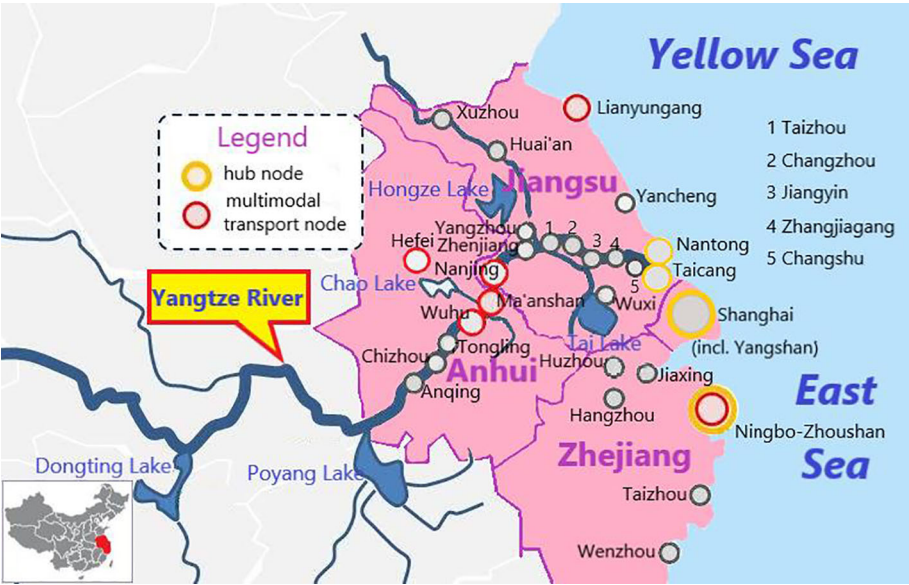 Yellow Sea
Xuzhou
Lianyungang
Legend
hub node
multimodal
transport node
Huai'an
1 Taizhou
2 Changzhou
3 Jiangyin
4 Zhangjiagang
5 Changshu
Hongze Lake
Jiangsu
Yancheng
Yangzhou
1
2
3
4
5
Hefei
Zhenjiang
Nantong
Nanjing
Taicang
Chao Lake
Yangtze River
Ma'anshan
Wuxi
Wuhu
Shanghai
(incl. Yangshan)
Tai Lake
Tongling
Chizhou
Huzhou
Anhui
Jiaxing
Anqing
Hangzhou
East
Sea
Ningbo-Zhoushan
Zhejiang
Dongting Lake
Poyang Lake
Taizhou
Wenzhou